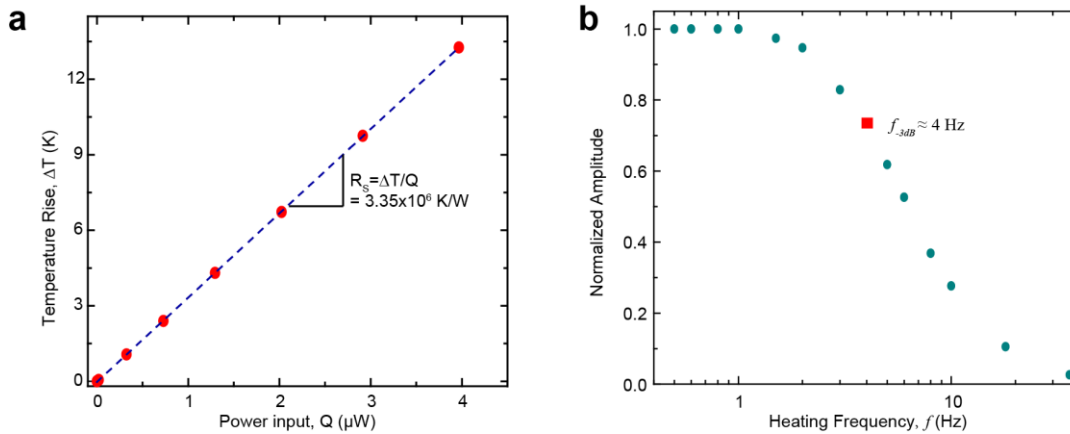 a
12
9
6
3
0
Temperature Rise, ΔT (K)
R_S=ΔT/Q
= 3.35x10⁶ K/W
0 1 2 3 4
Power input, Q (µW)
b
1.0
0.8
0.6
0.4
0.2
0.0
Normalized Amplitude
f_-3dB ≈ 4 Hz
1 10
Heating Frequency, f (Hz)